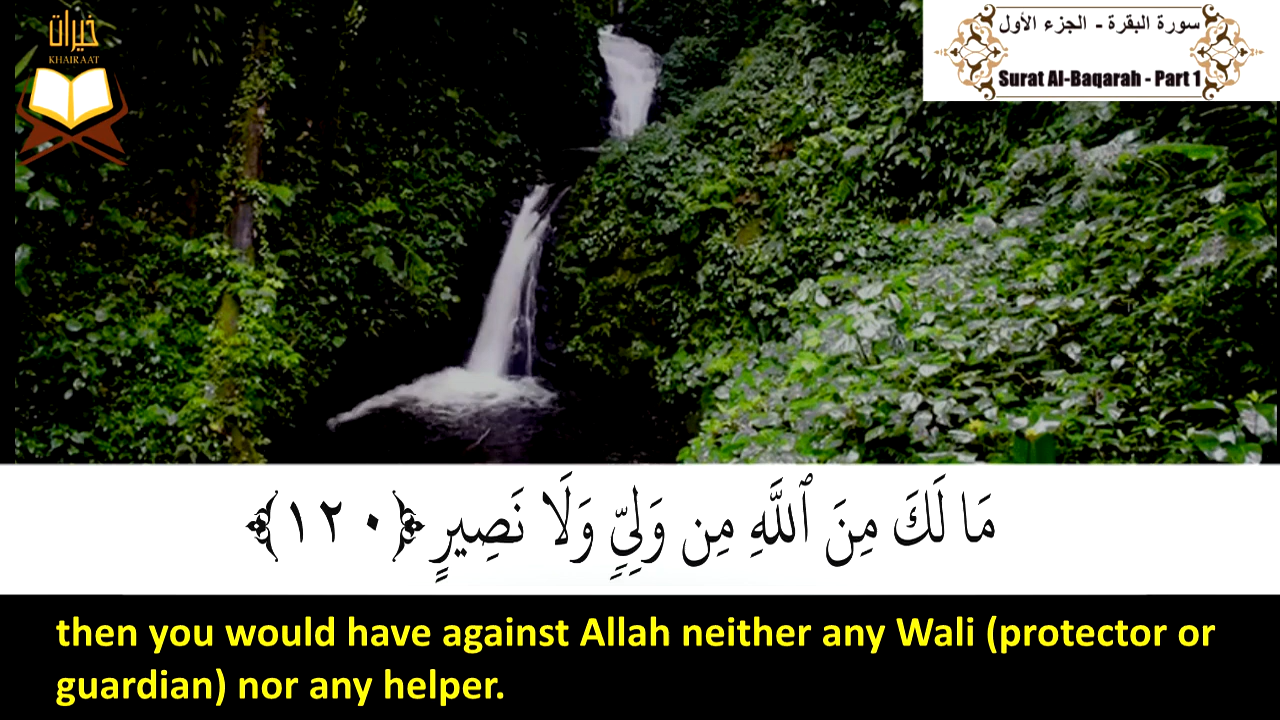 خيرات
KHAIRAAT
سورة البقرة - الجزء الأول
Surat Al-Baqarah - Part 1
مَا لَكَ مِنَ ٱللَّهِ مِن وَلِيٍّ وَلَا نَصِيرٍ ﴿١٢٠﴾
then you would have against Allah neither any Wali (protector or
guardian) nor any helper.